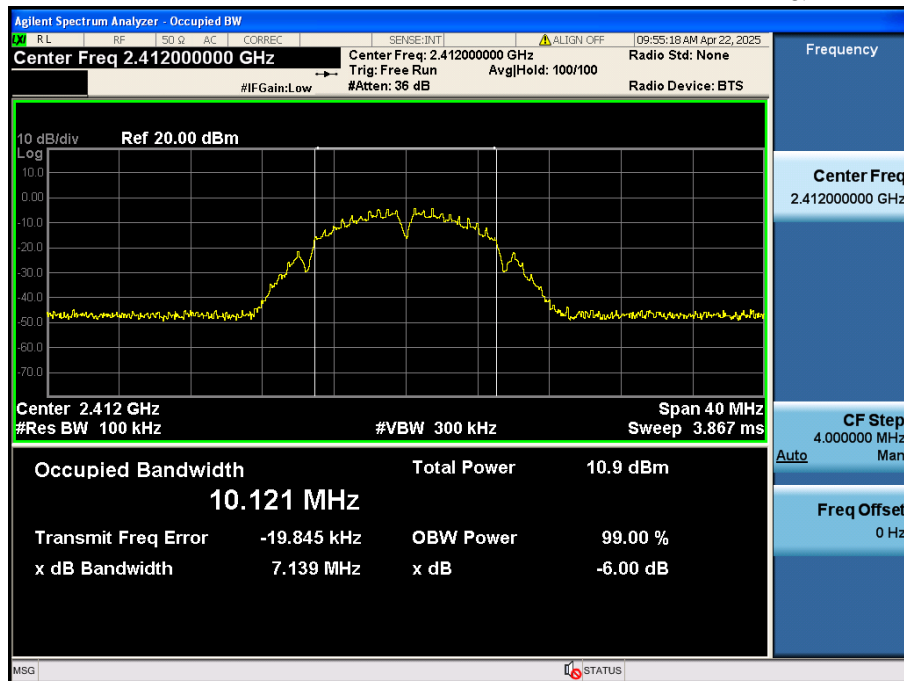 Agilent Spectrum Analyzer - Occupied BW
LXI RL RF 50 Ω AC CORREC SENSE:INT ALIGN OFF 09:55:18 AM Apr 22, 2025
Center Freq 2.412000000 GHz
Center Freq: 2.412000000 GHz Radio Std: None
Trig: Free Run Avg|Hold: 100/100
#IFGain:Low #Atten: 36 dB Radio Device: BTS
10 dB/div Ref 20.00 dBm
Log
10.0
0.00
-10.0
-20.0
-30.0
-40.0
-50.0
-60.0
-70.0
Center 2.412 GHz Span 40 MHz
#Res BW 100 kHz #VBW 300 kHz Sweep 3.867 ms
Occupied Bandwidth Total Power 10.9 dBm
10.121 MHz
Transmit Freq Error -19.845 kHz OBW Power 99.00 %
x dB Bandwidth 7.139 MHz x dB -6.00 dB
MSG STATUS
Frequency
Center Freq
2.412000000 GHz
CF Step
4.000000 MHz
Auto Man
Freq Offset
0 Hz